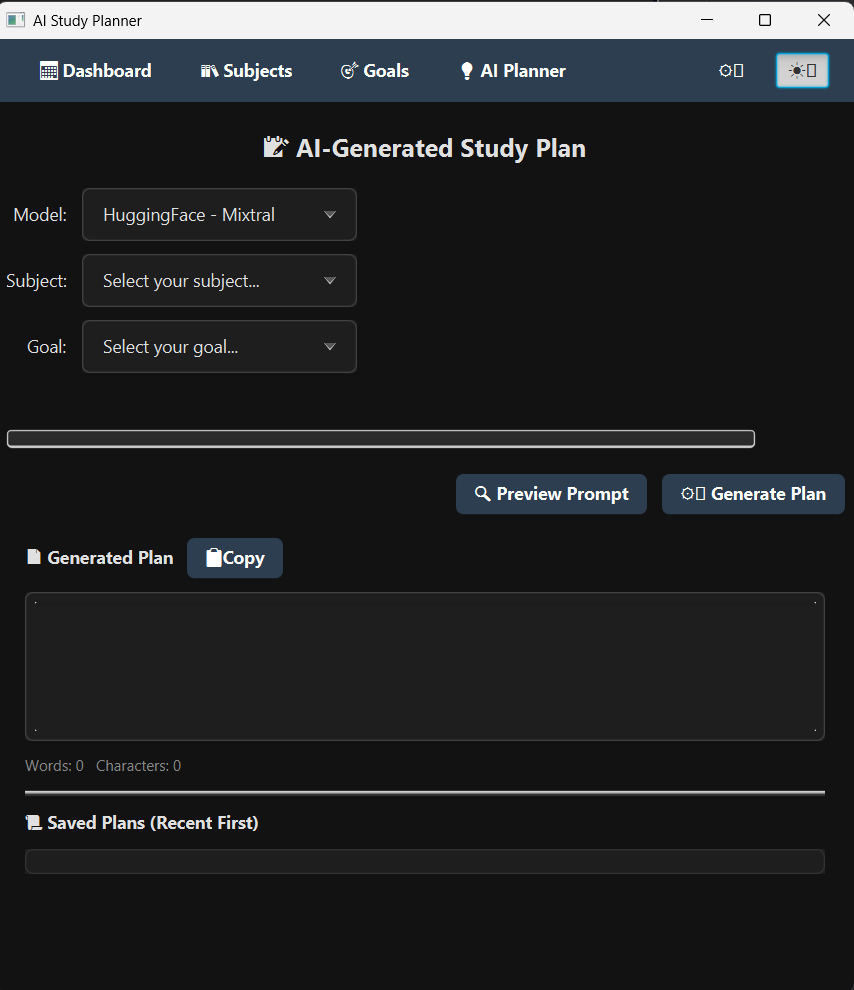 AI Study Planner
Dashboard Subjects Goals AI Planner
AI-Generated Study Plan
Model: HuggingFace - Mixtral
Subject: Select your subject...
Goal: Select your goal...
Preview Prompt Generate Plan
Generated Plan Copy
Words: 0 Characters: 0
Saved Plans (Recent First)